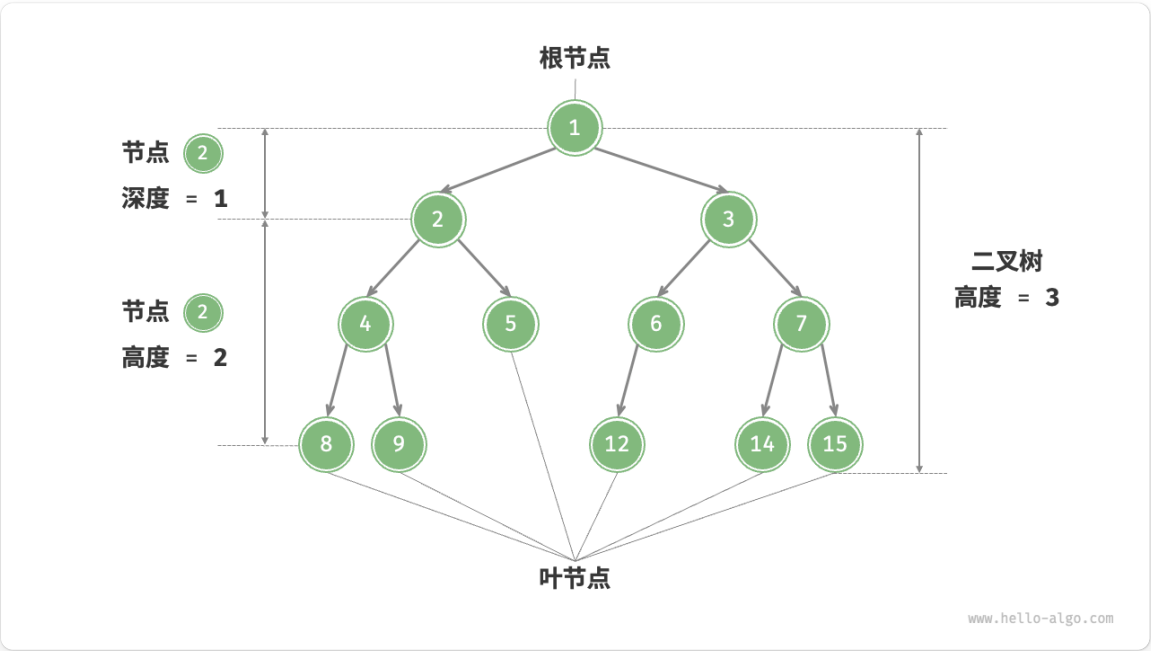 根节点
1
节点 2
深度 = 1
2
3
二叉树
高度 = 3
节点 2
高度 = 2
4
5
6
7
8
9
12
14
15
叶节点
www.hello-algo.com